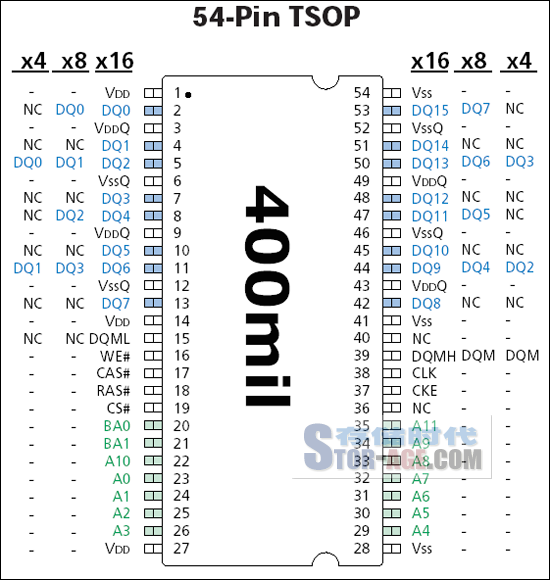 54-Pin TSOP
x4 x8 x16 x16 x8 x4
- - VDD 1 54 Vss - -
NC DQ0 DQ0 2 53 DQ15 DQ7 NC
- - VDDQ 3 52 VssQ - -
NC NC DQ1 4 51 DQ14 NC NC
DQ0 DQ1 DQ2 5 50 DQ13 DQ6 DQ3
- - VssQ 6 49 VDDQ - -
NC NC DQ3 7 48 DQ12 NC NC
NC DQ2 DQ4 8 47 DQ11 DQ5 NC
- - VDDQ 9 46 VssQ - -
NC NC DQ5 10 45 DQ10 NC NC
DQ1 DQ3 DQ6 11 44 DQ9 DQ4 DQ2
- - VssQ 12 43 VDDQ - -
NC NC DQ7 13 42 DQ8 NC NC
- - VDD 14 41 Vss - -
NC NC DQML 15 40 NC - -
- - WE# 16 39 DQMH DQM DQM
- - CAS# 17 38 CLK - -
- - RAS# 18 37 CKE - -
- - CS# 19 36 NC - -
- - BA0 20 35 A11 - -
- - BA1 21 34 A9 - -
- - A10 22 33 A8 - -
- - A0 23 32 A7 - -
- - A1 24 31 A6 - -
- - A2 25 30 A5 - -
- - A3 26 29 A4 - -
- - VDD 27 28 Vss - -
400mil
存储时代
STOR-AGE.COM